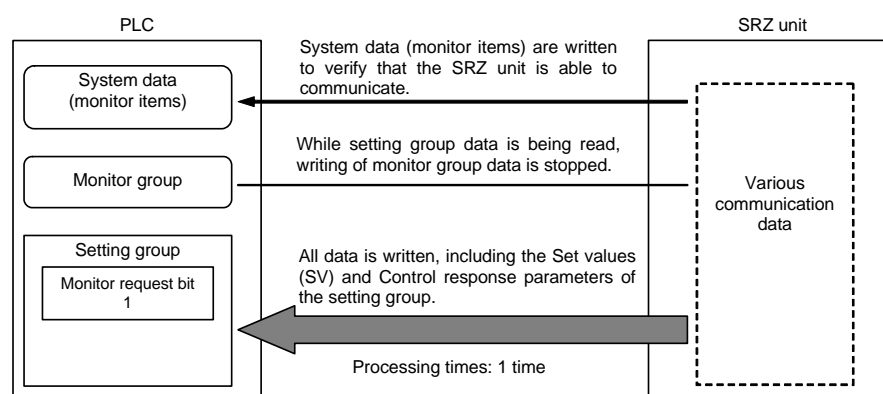 PLC
SRZ unit
System data
(monitor items)
System data (monitor items) are written
to verify that the SRZ unit is able to
communicate.
While setting group data is being read,
writing of monitor group data is stopped.
Monitor group
Various
communication
data
Setting group
Monitor request bit
1
All data is written, including the Set values
(SV) and Control response parameters of
the setting group.
Processing times: 1 time